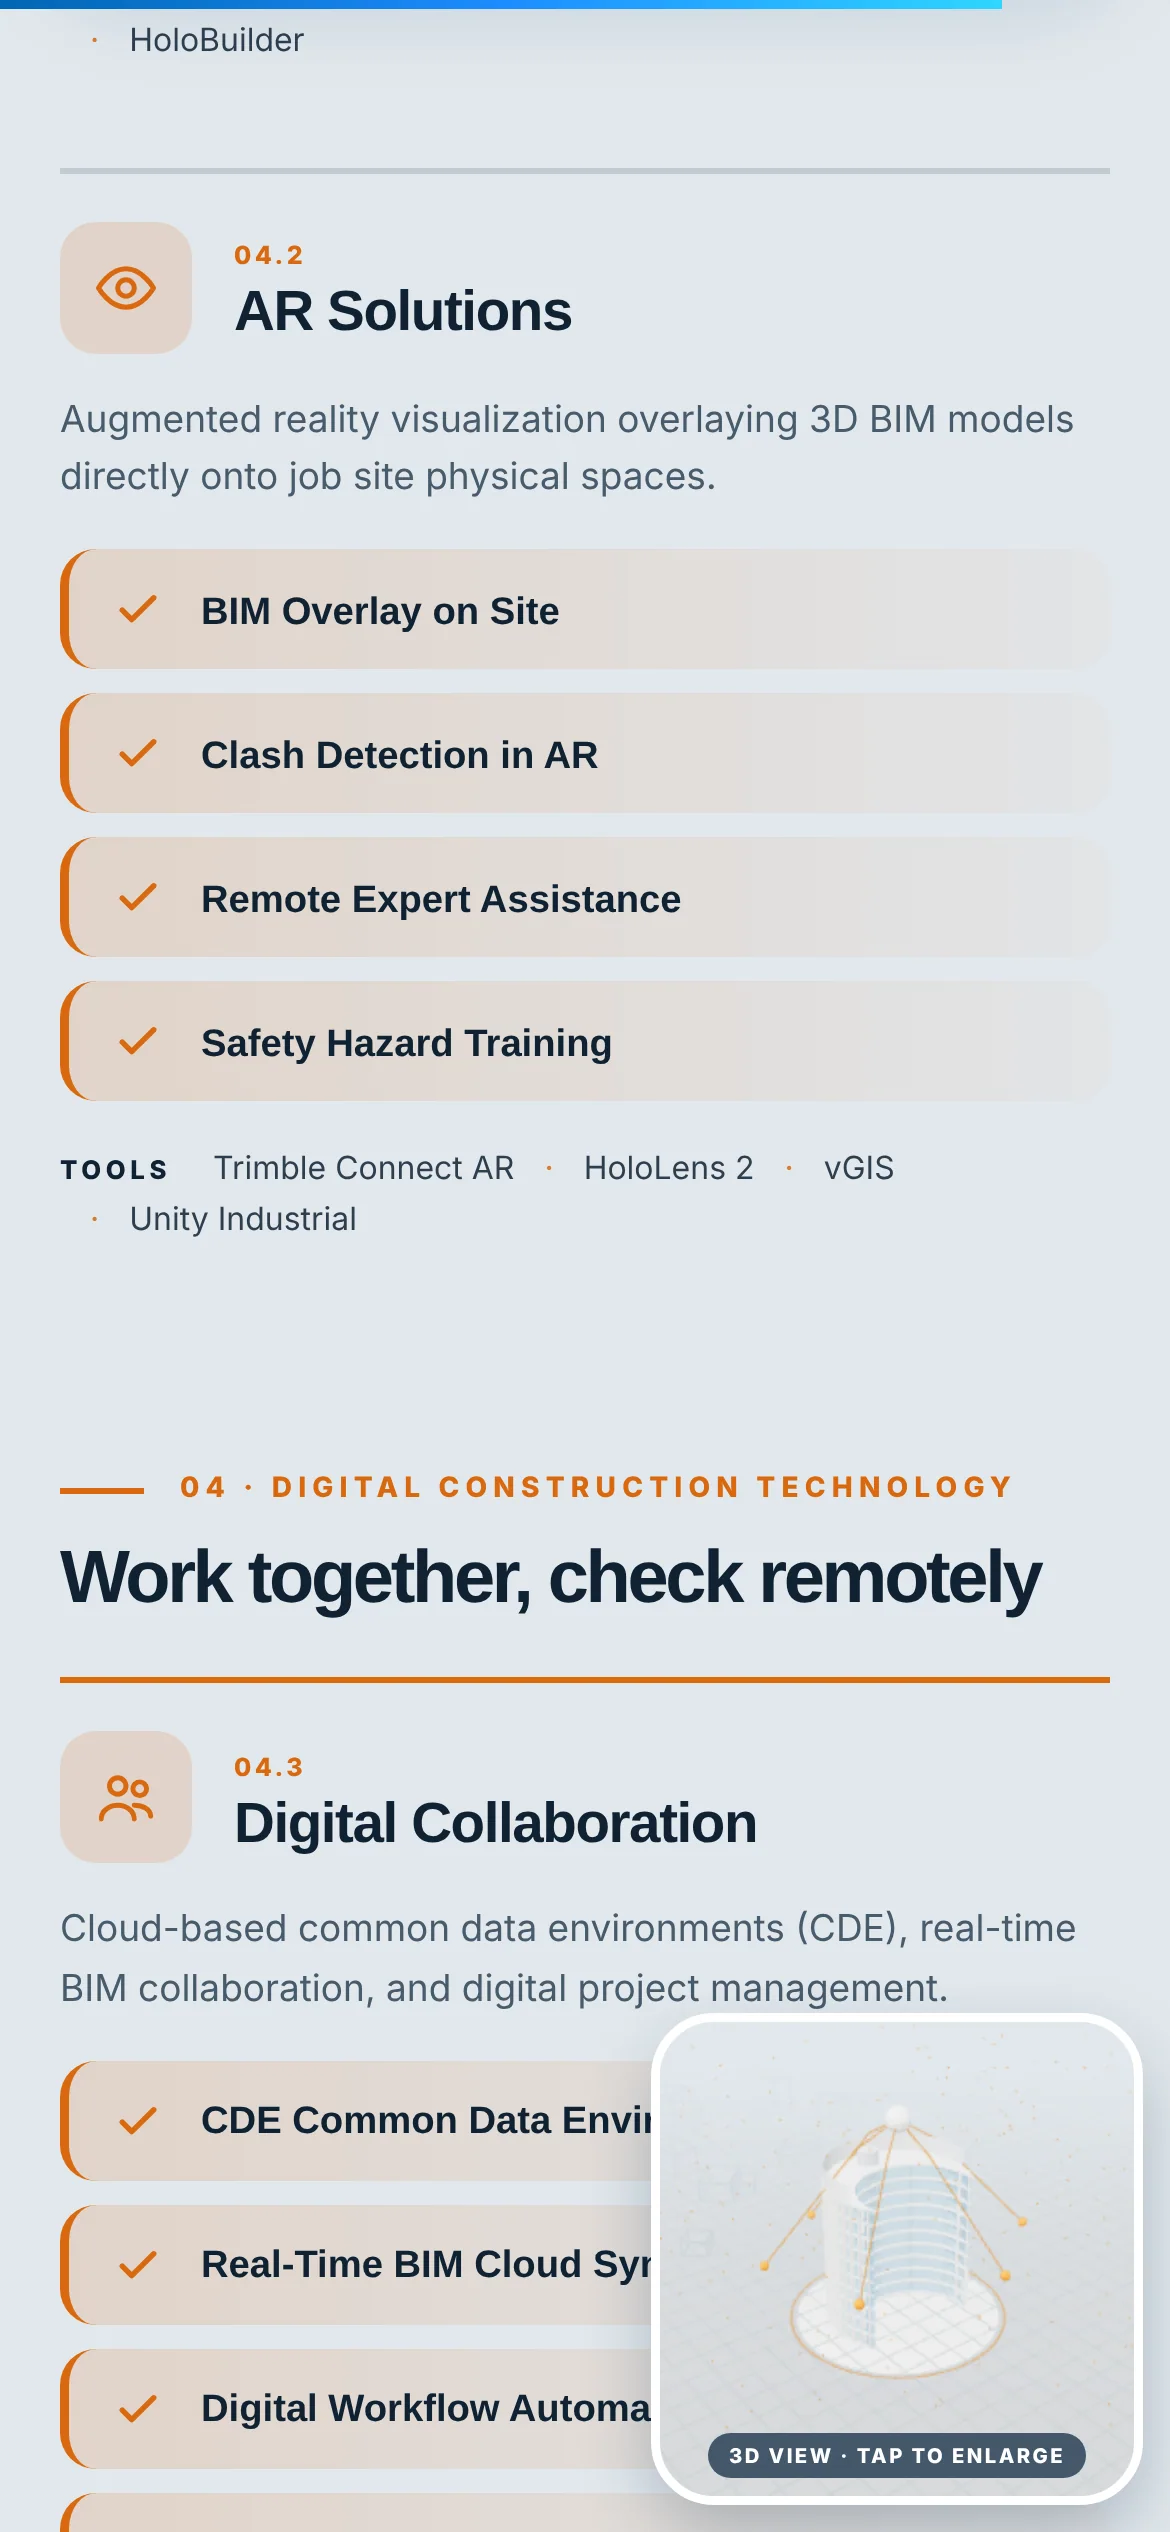 · HoloBuilder
04.2
AR Solutions
Augmented reality visualization overlaying 3D BIM models
directly onto job site physical spaces.
BIM Overlay on Site
Clash Detection in AR
Remote Expert Assistance
Safety Hazard Training
TOOLS Trimble Connect AR · HoloLens 2 · vGIS
· Unity Industrial
04 · DIGITAL CONSTRUCTION TECHNOLOGY
Work together, check remotely
04.3
Digital Collaboration
Cloud-based common data environments (CDE), real-time
BIM collaboration, and digital project management.
CDE Common Data
Real-Time BIM Cloud
Digital Workflow
3D VIEW · TAP TO ENLARGE